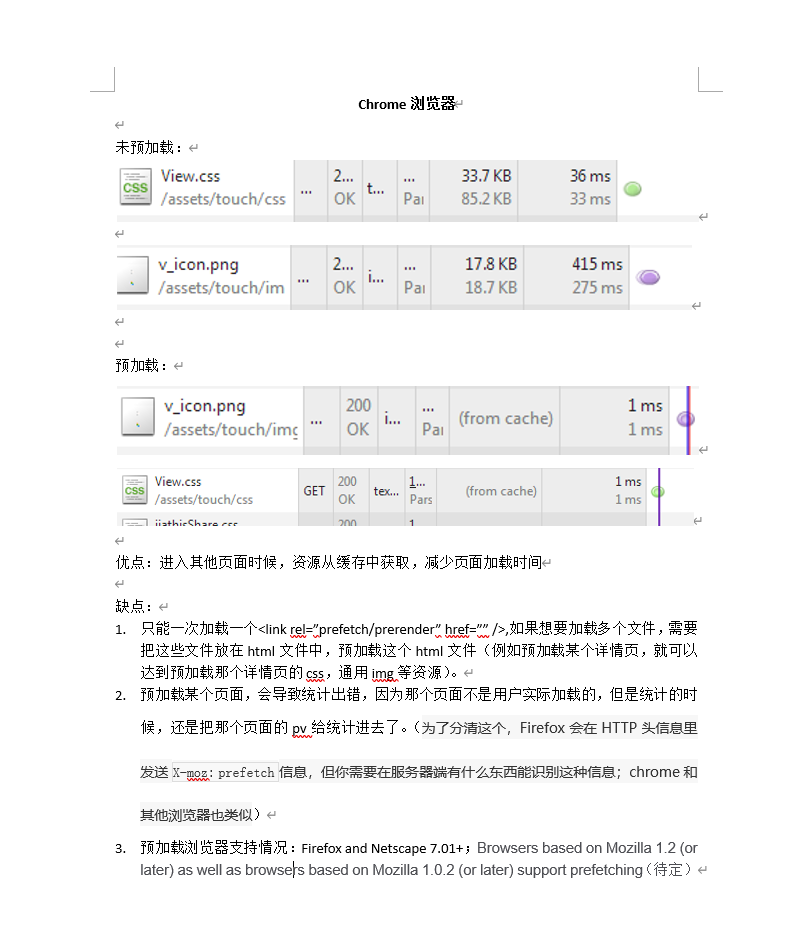 Chrome 浏览器
未预加载：
View.css ... 2... t... ... 33.7 KB 36 ms
CSS /assets/touch/css OK Par 85.2 KB 33 ms
v_icon.png ... 2... i... ... 17.8 KB 415 ms
/assets/touch/im OK Par 18.7 KB 275 ms
预加载：
v_icon.png ... 200 i... ... (from cache) 1 ms
/assets/touch/img OK Par 1 ms
View.css GET 200 tex... 1... (from cache) 1 ms
CSS /assets/touch/css OK Pars 1 ms
jiathisShare.css 200 1
优点：进入其他页面时候，资源从缓存中获取，减少页面加载时间
缺点：
1. 只能一次加载一个<link rel=”prefetch/prerender” href=”” />,如果想要加载多个文件，需要
把这些文件放在 html 文件中，预加载这个 html 文件（例如预加载某个详情页，就可以
达到预加载那个详情页的 css，通用 img 等资源）。
2. 预加载某个页面，会导致统计出错，因为那个页面不是用户实际加载的，但是统计的时
候，还是把那个页面的 pv 给统计进去了。（为了分清这个，Firefox 会在 HTTP 头信息里
发送 X-moz: prefetch 信息，但你需要在服务器端有什么东西能识别这种信息；chrome 和
其他浏览器也类似）
3. 预加载浏览器支持情况：Firefox and Netscape 7.01+；Browsers based on Mozilla 1.2 (or
later) as well as browsers based on Mozilla 1.0.2 (or later) support prefetching（待定）